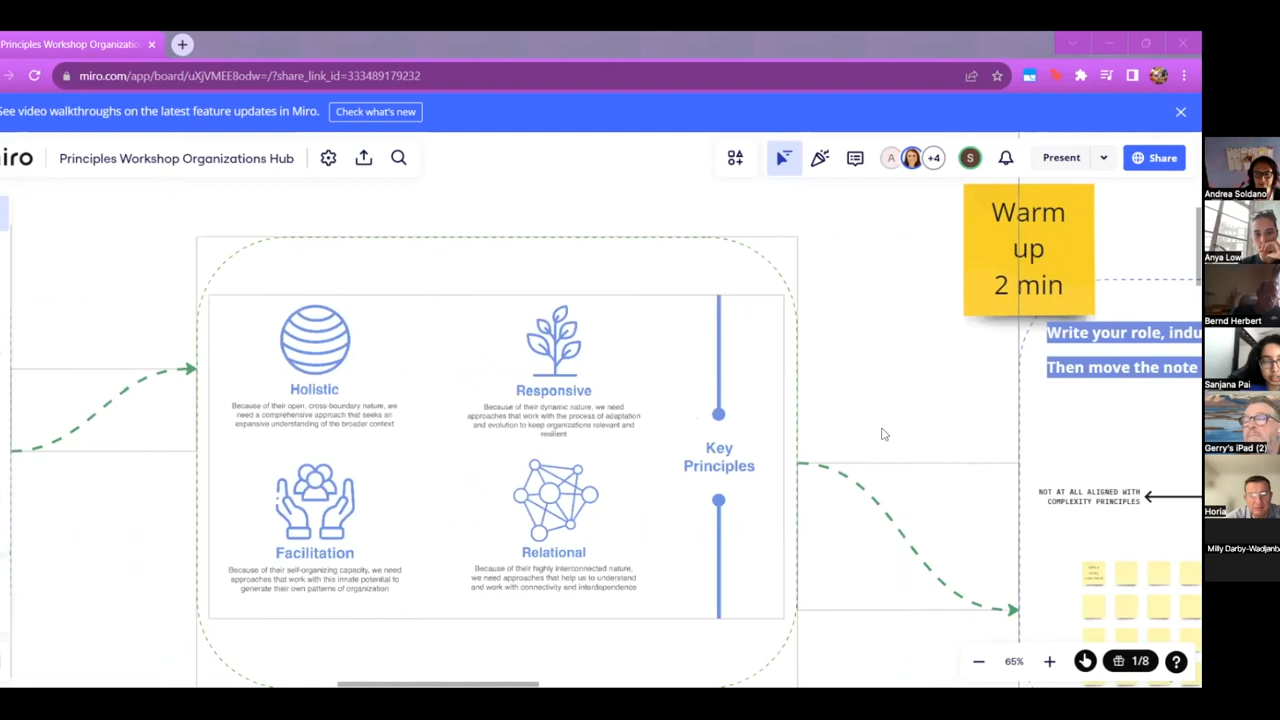 Principles Workshop Organizatio
miro.com/app/board/uXjVMEE8odw=/?share_link_id=333489179232
See video walkthroughs on the latest feature updates in Miro.
Check what's new
iro
Principles Workshop Organizations Hub
A
+4
S
Present
Share
Warm
up
2 min
Holistic
Because of their open, cross-boundary nature, we
need a comprehensive approach that seeks an
expansive undertanding of the broader context
Responsive
Because of their dynamic nature, we need
approaches that work with the process of adaptation
and evolution to keep organizations relevant and
resilient
Key
Principles
Facilitation
Because of their self-organizing capacity, we need
approaches that work with this innate potential to
generate their own patterns of organization
Relational
Because of their highly interconnected nature,
we need approaches that help us to understand
and work with connectivity and interdependence
Write your role, indu
Then move the note
NOT AT ALL ALIGNED WITH
COMPLEXITY PRINCIPLES
65%
1/8
Andrea Soldano
Anya Low
Bernd Herbert
Sanjana Pai
Gerry's iPad (2)
Horia
Milly Darby-Wadjanb